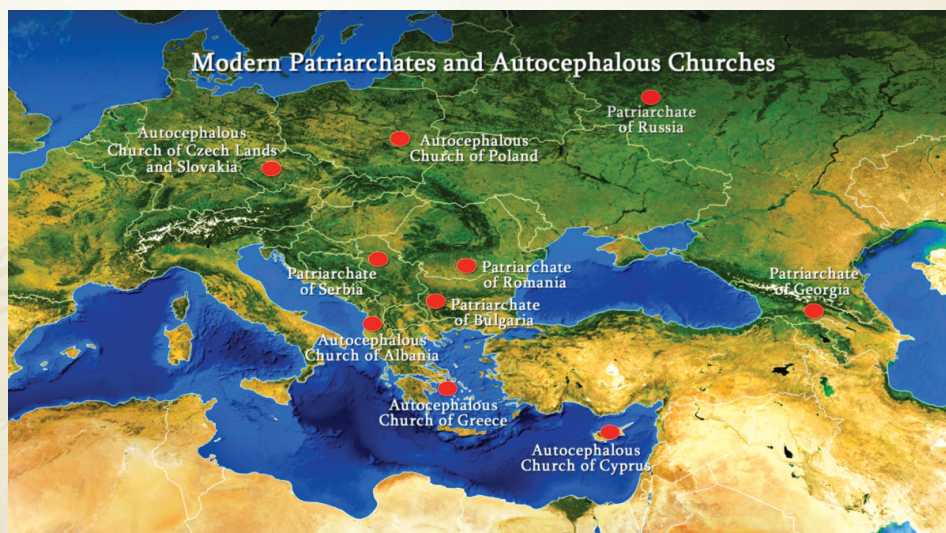 Modern Patriarchates and Autocephalous Churches
Patriarchate
of Russia
Autocephalous
Church of Czech Lands
and Slovakia
Autocephalous
Church of Poland
Patriarchate
of Serbia
Patriarchate
of Romania
Patriarchate
of Georgia
Patriarchate
of Bulgaria
Autocephalous
Church of Albania
Autocephalous
Church of Greece
Autocephalous
Church of Cyprus